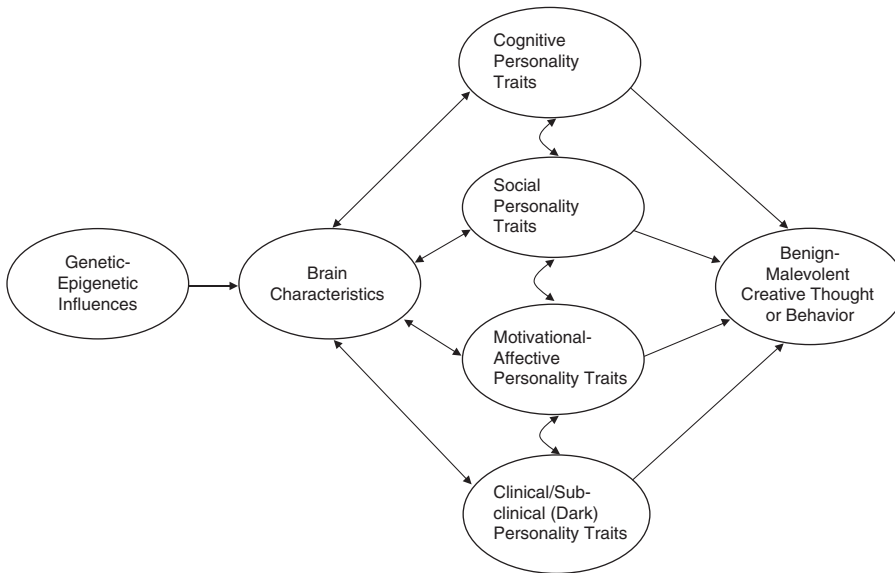 Cognitive
Personality
Traits
Social
Personality
Traits
Genetic-
Epigenetic
Influences
Brain
Characteristics
Benign-
Malevolent
Creative Thought
or Behavior
Motivational-
Affective
Personality Traits
Clinical/Sub-
clinical (Dark)
Personality Traits